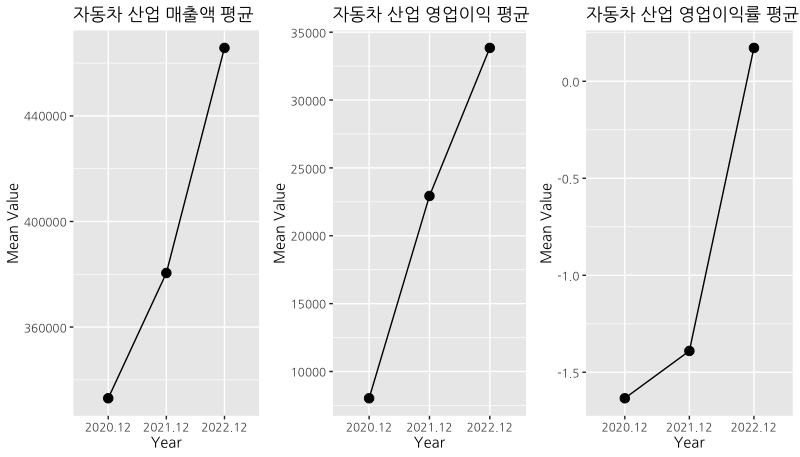 자동차 산업 매출액 평균
440000
400000
360000
Mean Value
2020.12 2021.12 2022.12
Year
자동차 산업 영업이익 평균
35000
30000
25000
20000
15000
10000
Mean Value
2020.12 2021.12 2022.12
Year
자동차 산업 영업이익률 평균
0.0
-0.5
-1.0
-1.5
Mean Value
2020.12 2021.12 2022.12
Year